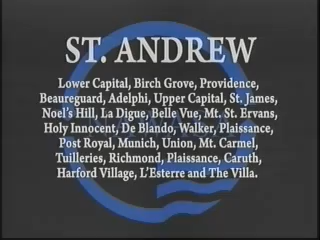 ST. ANDREW
Lower Capital, Birch Grove, Providence,
Beaureguard, Adelphi, Upper Capital, St. James,
Noel's Hill, La Digue, Belle Vue, Mt. St. Ervans,
Holy Innocent, De Blando, Walker, Plaissance,
Post Royal, Munich, Union, Mt. Carmel,
Tuilleries, Richmond, Plaissance, Caruth,
Harford Village, L'Esterre and The Villa.